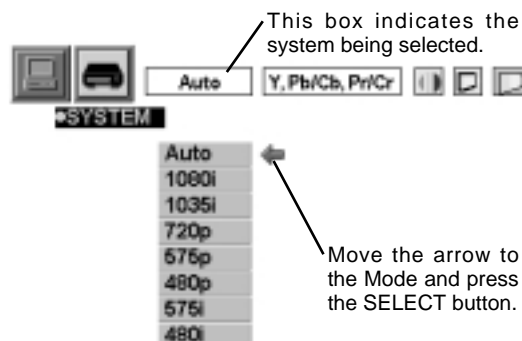 This box indicates the
system being selected.
Auto
Y, Pb/Cb, Pr/Cr
SYSTEM
Auto
1080i
1035i
720p
575p
480p
575i
480i
Move the arrow to
the Mode and press
the SELECT button.